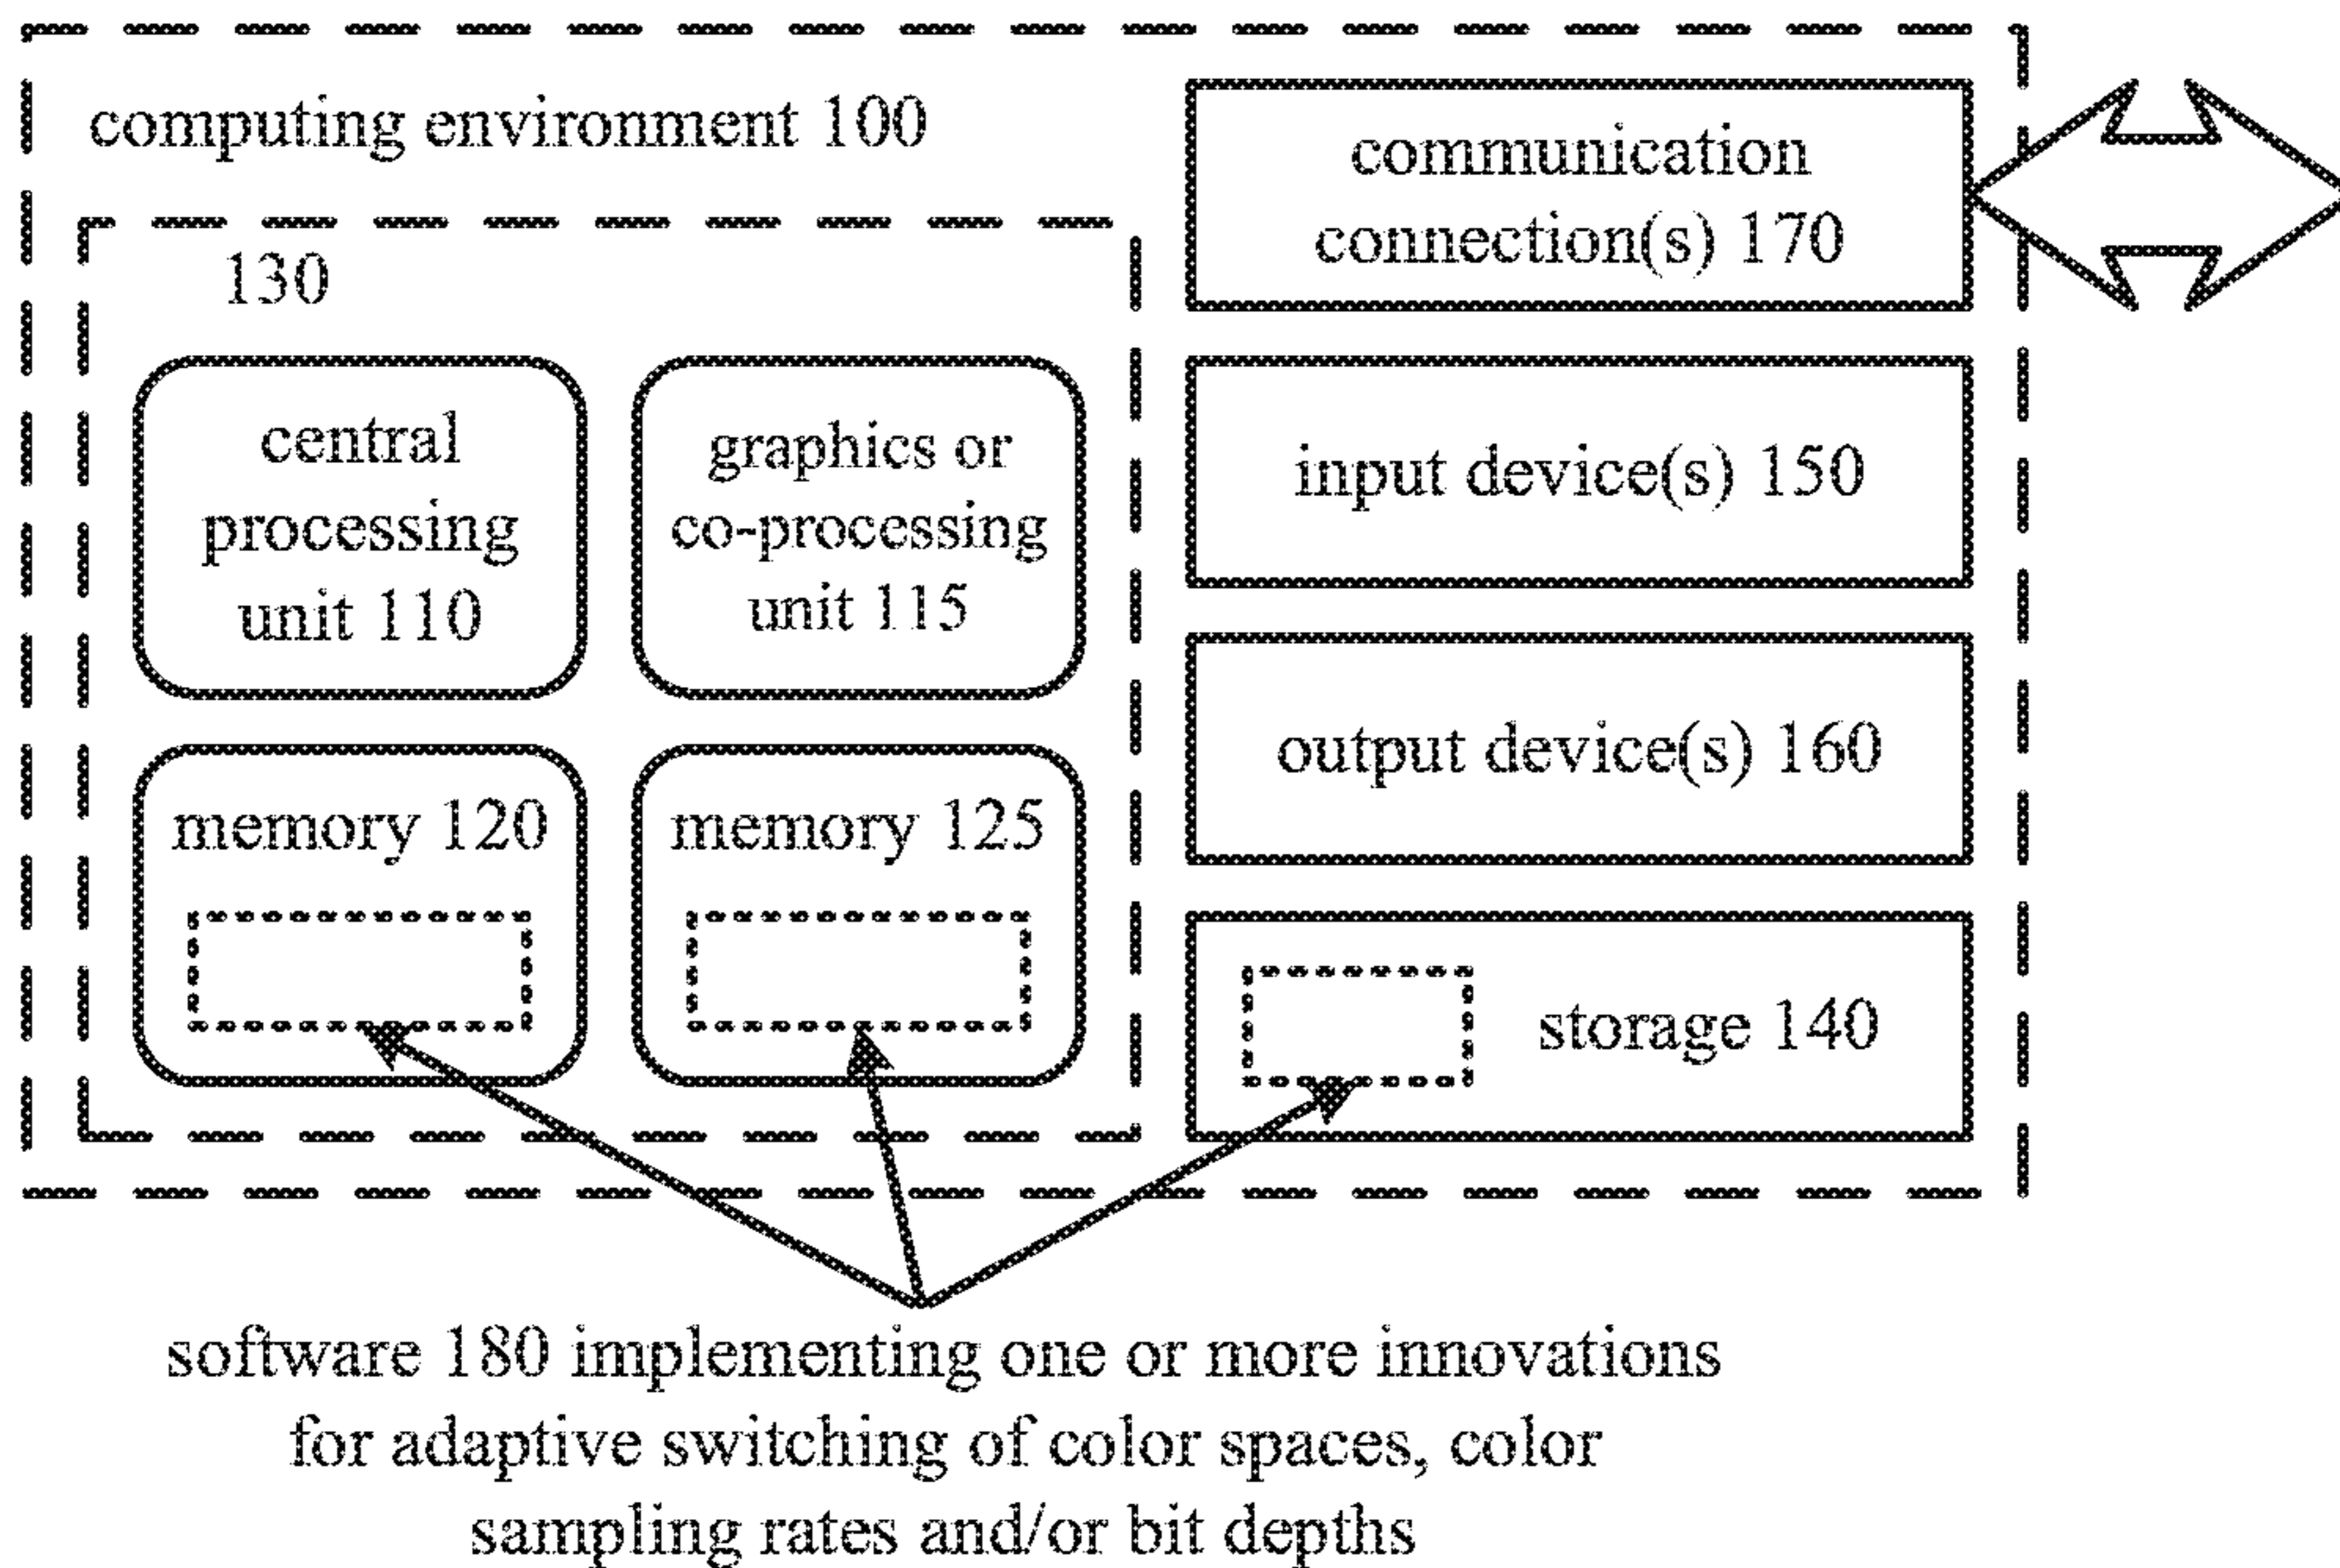 computing environment 100
130
central
processing
unit 110
graphics or
co-processing
unit 115
memory 120
memory 125
communication
connection(s) 170
input device(s) 150
output device(s) 160
storage 140
software 180 implementing one or more innovations
for adaptive switching of color spaces, color
sampling rates and/or bit depths